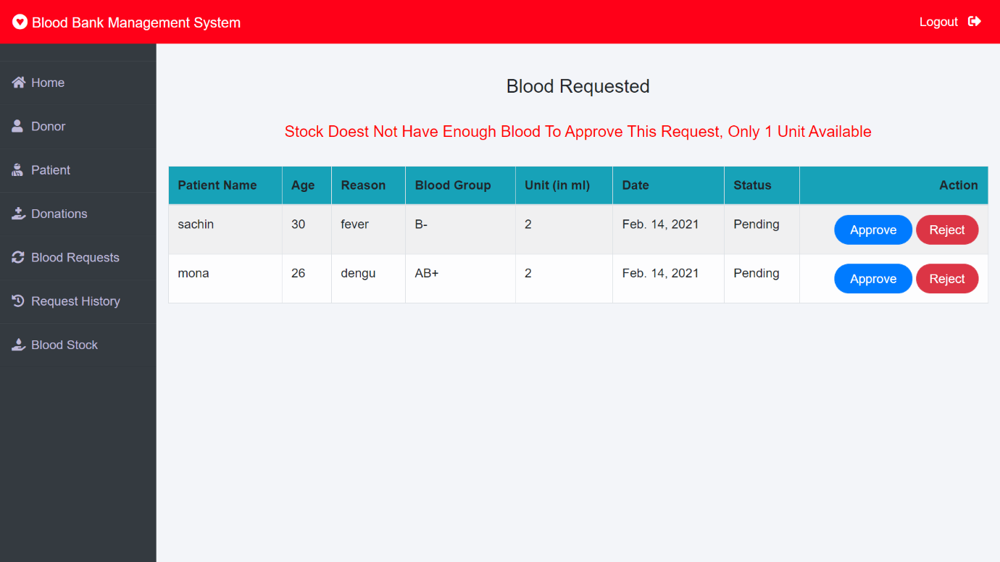 Blood Bank Management System
Logout
Home
Donor
Patient
Donations
Blood Requests
Request History
Blood Stock
Blood Requested
Stock Doest Not Have Enough Blood To Approve This Request, Only 1 Unit Available
Patient Name Age Reason Blood Group Unit (in ml) Date Status Action
sachin 30 fever B- 2 Feb. 14, 2021 Pending Approve Reject
mona 26 dengu AB+ 2 Feb. 14, 2021 Pending Approve Reject